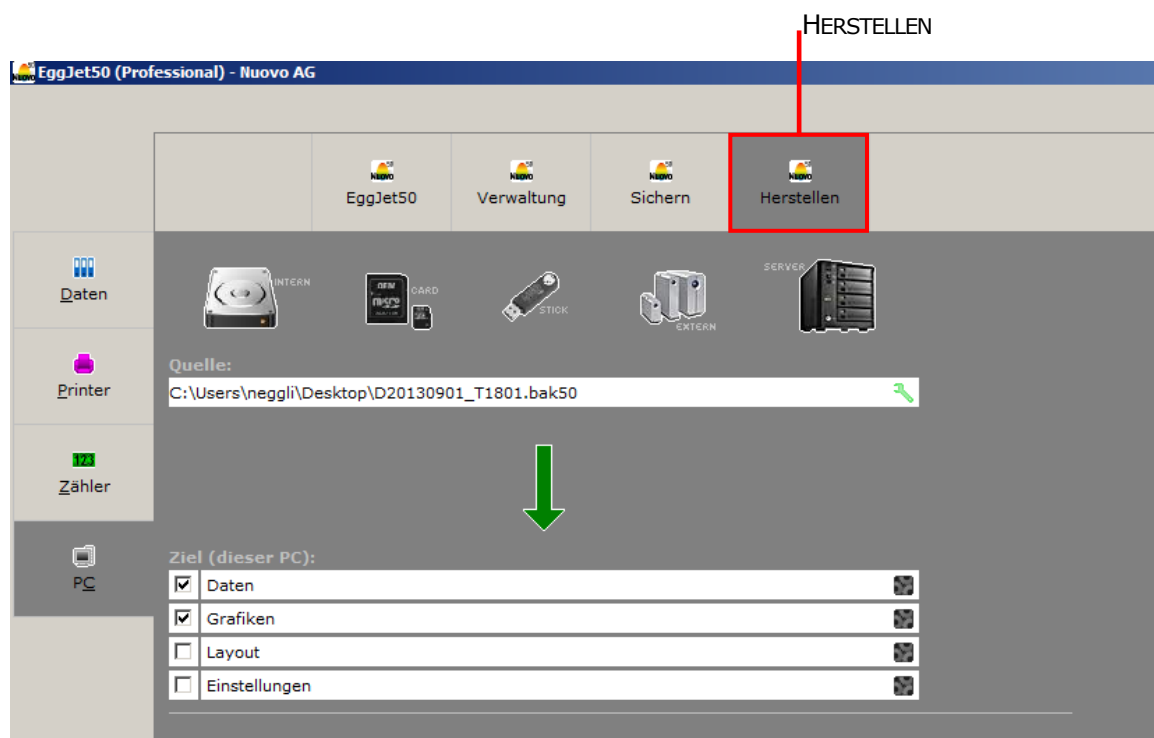 HERSTELLEN
EggJet50 (Professional) - Nuovo AG
EggJet50
Verwaltung
Sichern
Herstellen
Daten
Printer
Zähler
PC
INTERN
CARD
STICK
EXTERN
SERVER
Quelle:
C:\Users\neggli\Desktop\D20130901_T1801.bak50
Ziel (dieser PC):
Daten
Grafiken
Layout
Einstellungen